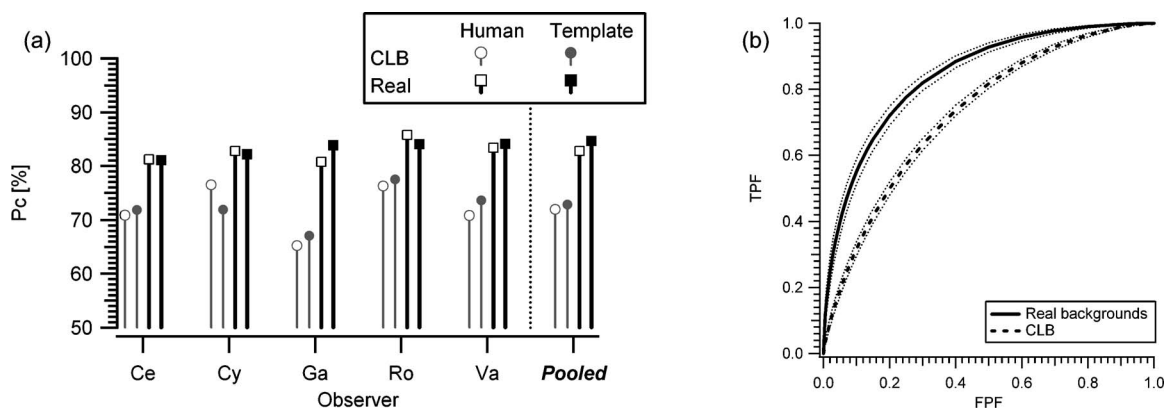 (a)
Human Template
CLB
Real
100
90
80
70
60
50
Pc [%]
Ce Cy Ga Ro Va Pooled
Observer
(b)
1.0
0.8
0.6
0.4
0.2
0.0
TPF
Real backgrounds
CLB
0.0 0.2 0.4 0.6 0.8 1.0
FPF